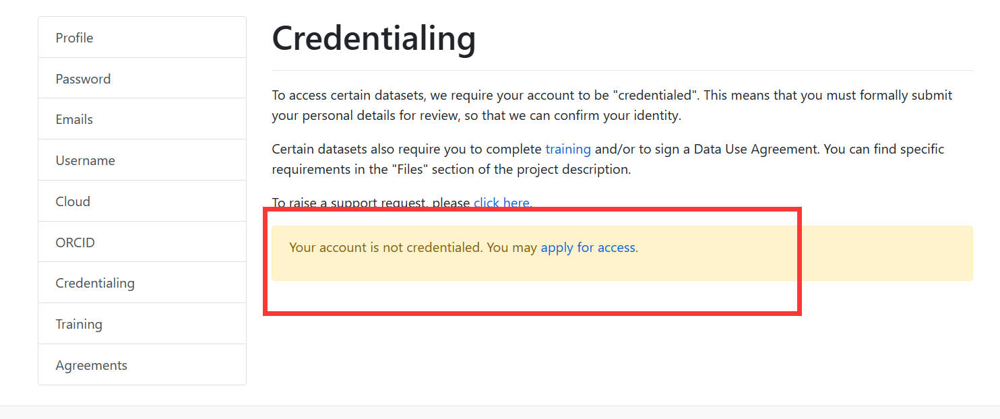 Profile
Password
Emails
Username
Cloud
ORCID
Credentialing
Training
Agreements
Credentialing
To access certain datasets, we require your account to be "credentialed". This means that you must formally submit
your personal details for review, so that we can confirm your identity.
Certain datasets also require you to complete training and/or to sign a Data Use Agreement. You can find specific
requirements in the "Files" section of the project description.
To raise a support request, please click here.
Your account is not credentialed. You may apply for access.